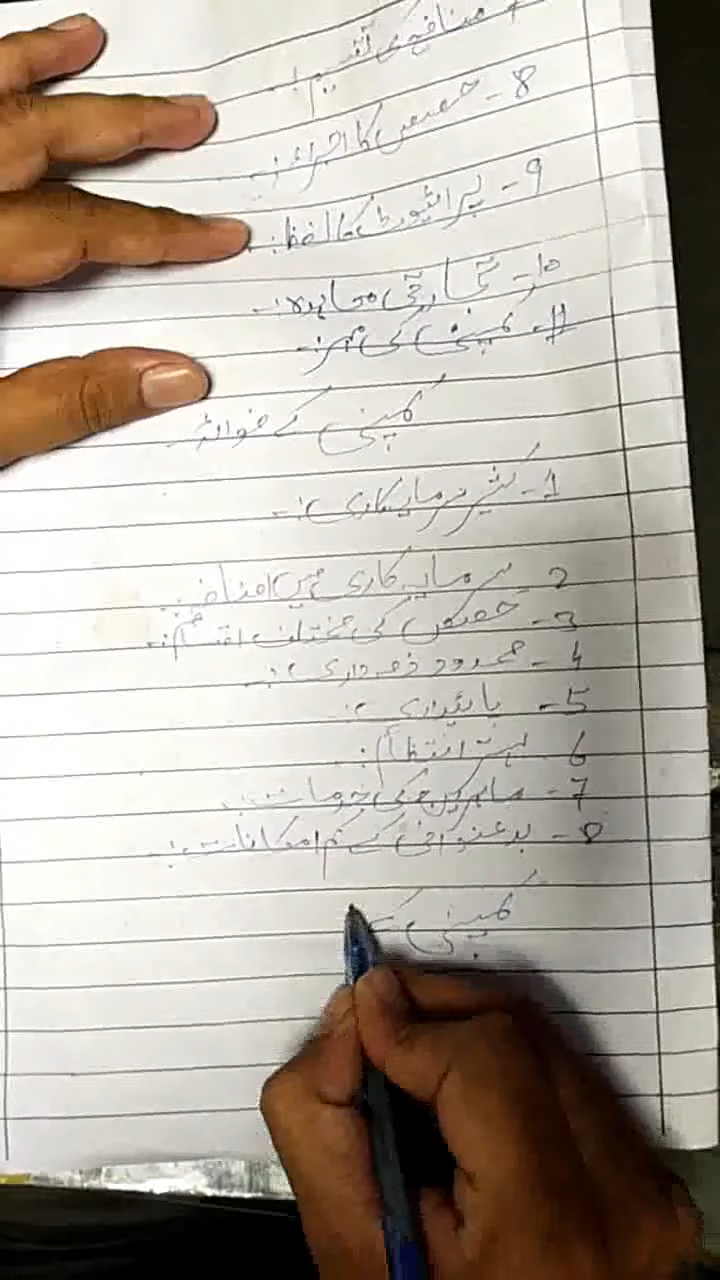 منافع کی تقسیم:
8- حصص کا اجراء:-
9- پرائیویٹ کا لفظ:
10- تجارتی معاہدہ:-
11- کمپنی کی مہر:-
کمپنی کے فوائد
1- کثیر سرمایہ کاری:-
2- سرمایہ کاری میں اضافہ:
3- حصص کی مختلف اقسام:-
4- محدود ذمہ داری:-
5- پائیداری:
6- بہتر انتظام:-
7- ماہرین کی خدمات:-
8- بدعنوانی کے کم امکانات:-
کمپنی کے